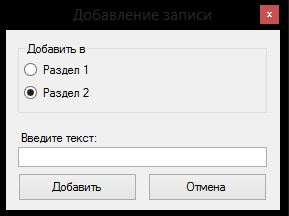 Добавление записи
x
Добавить в
Раздел 1
Раздел 2
Введите текст:
Добавить Отмена